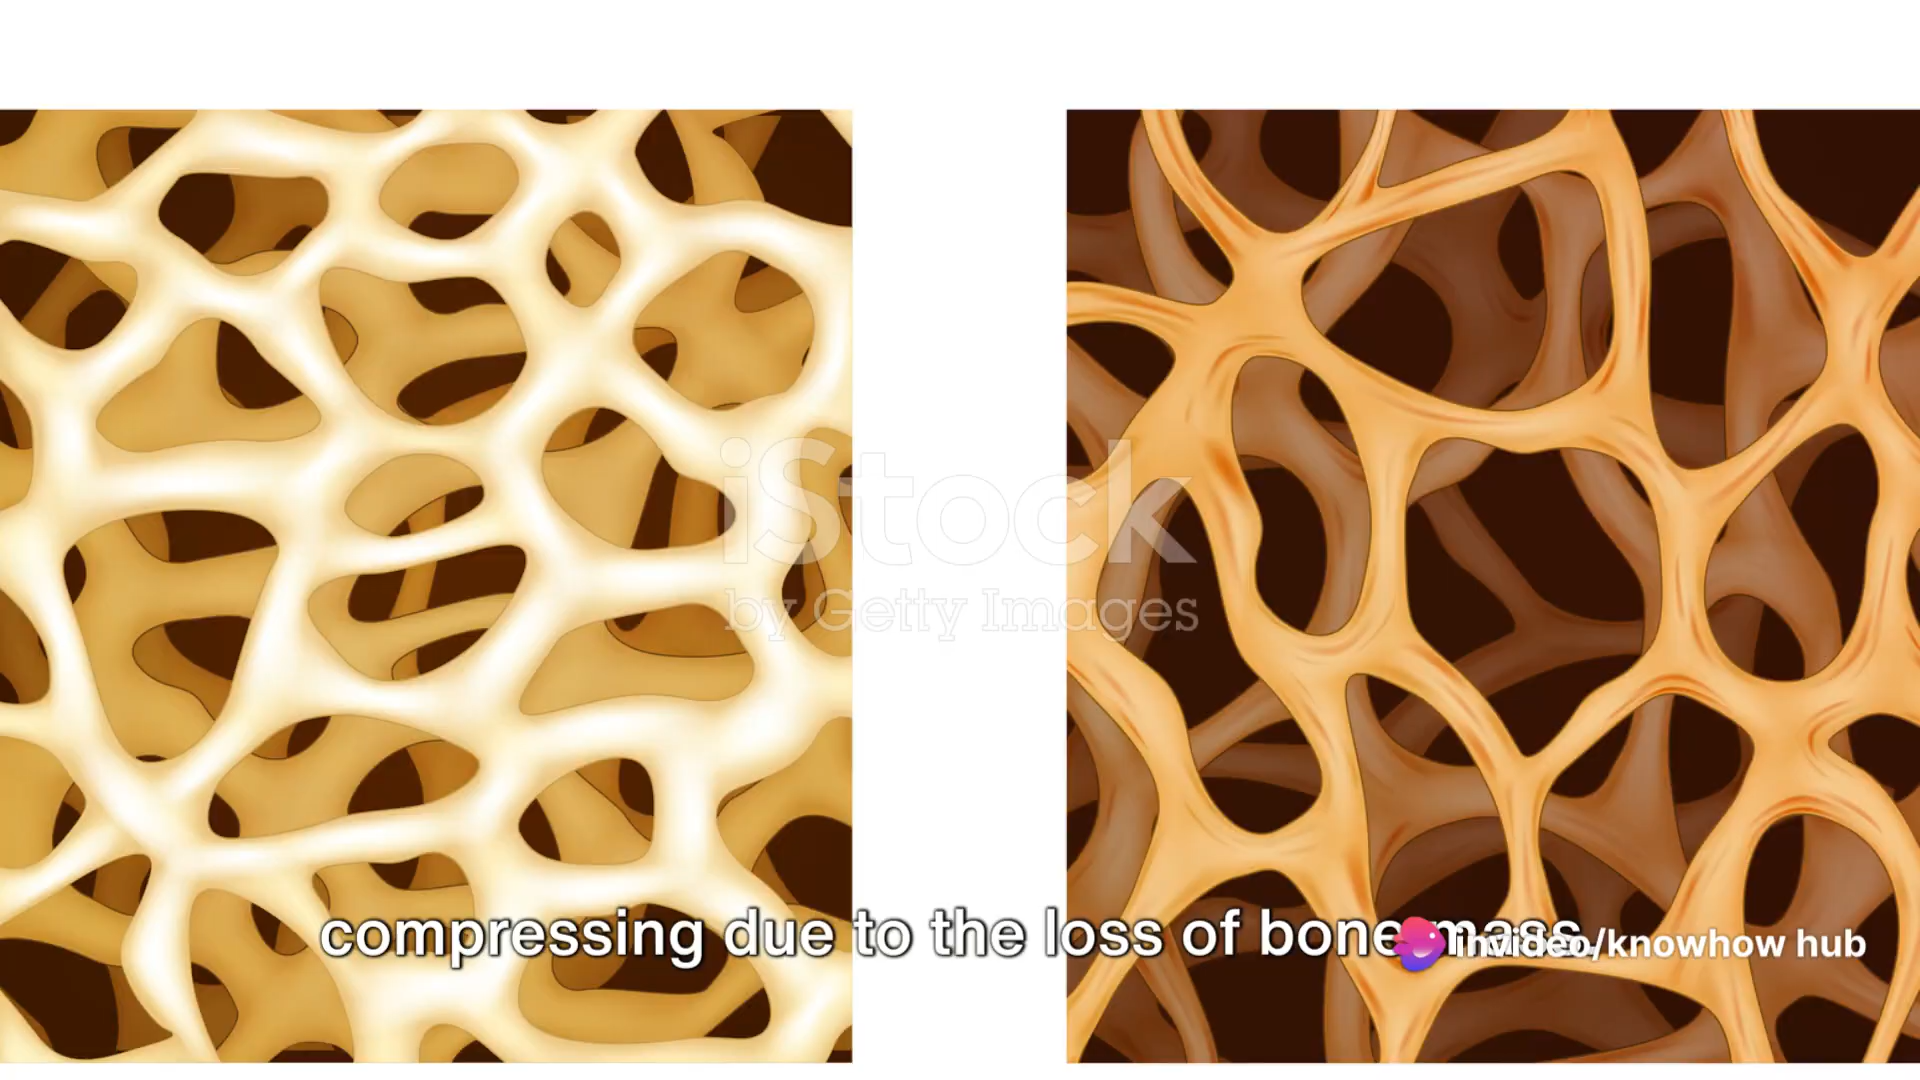 iStock
by Getty Images
compressing due to the loss of bone mass.
invideo/knowhow hub